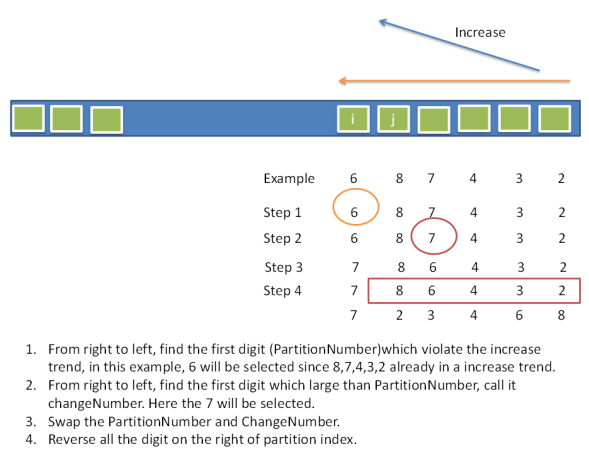 Increase
i j
Example 6 8 7 4 3 2
Step 1 6 8 7 4 3 2
Step 2 6 8 7 4 3 2
Step 3 7 8 6 4 3 2
Step 4 7 8 6 4 3 2
7 2 3 4 6 8
1. From right to left, find the first digit (PartitionNumber)which violate the increase
trend, in this example, 6 will be selected since 8,7,4,3,2 already in a increase trend.
2. From right to left, find the first digit which large than PartitionNumber, call it
changeNumber. Here the 7 will be selected.
3. Swap the PartitionNumber and ChangeNumber.
4. Reverse all the digit on the right of partition index.